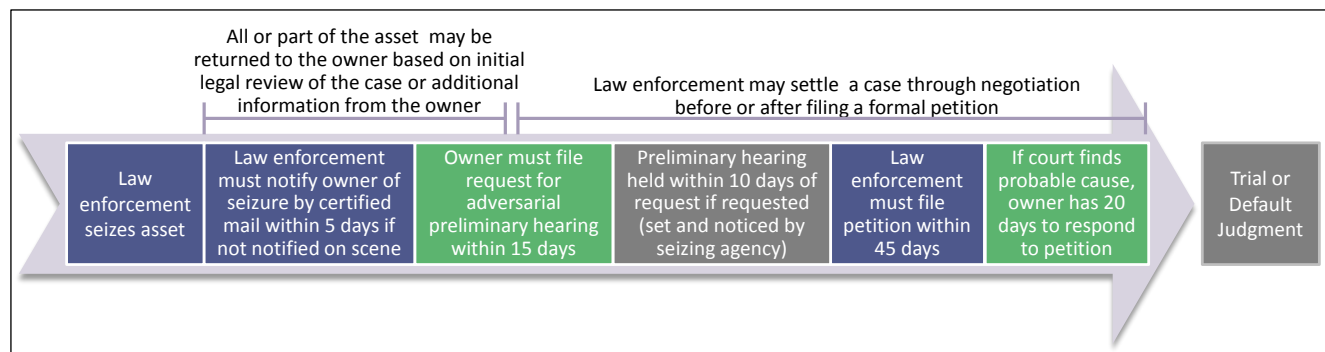 All or part of the asset may be
returned to the owner based on initial
legal review of the case or additional
information from the owner
Law enforcement may settle a case through negotiation
before or after filing a formal petition
Law
enforcement
seizes asset
Law enforcement
must notify owner of
seizure by certified
mail within 5 days if
not notified on scene
Owner must file
request for
adversarial
preliminary hearing
within 15 days
Preliminary hearing
held within 10 days of
request if requested
(set and noticed by
seizing agency)
Law
enforcement
must file
petition within
45 days
If court finds
probable cause,
owner has 20
days to respond
to petition
Trial or
Default
Judgment